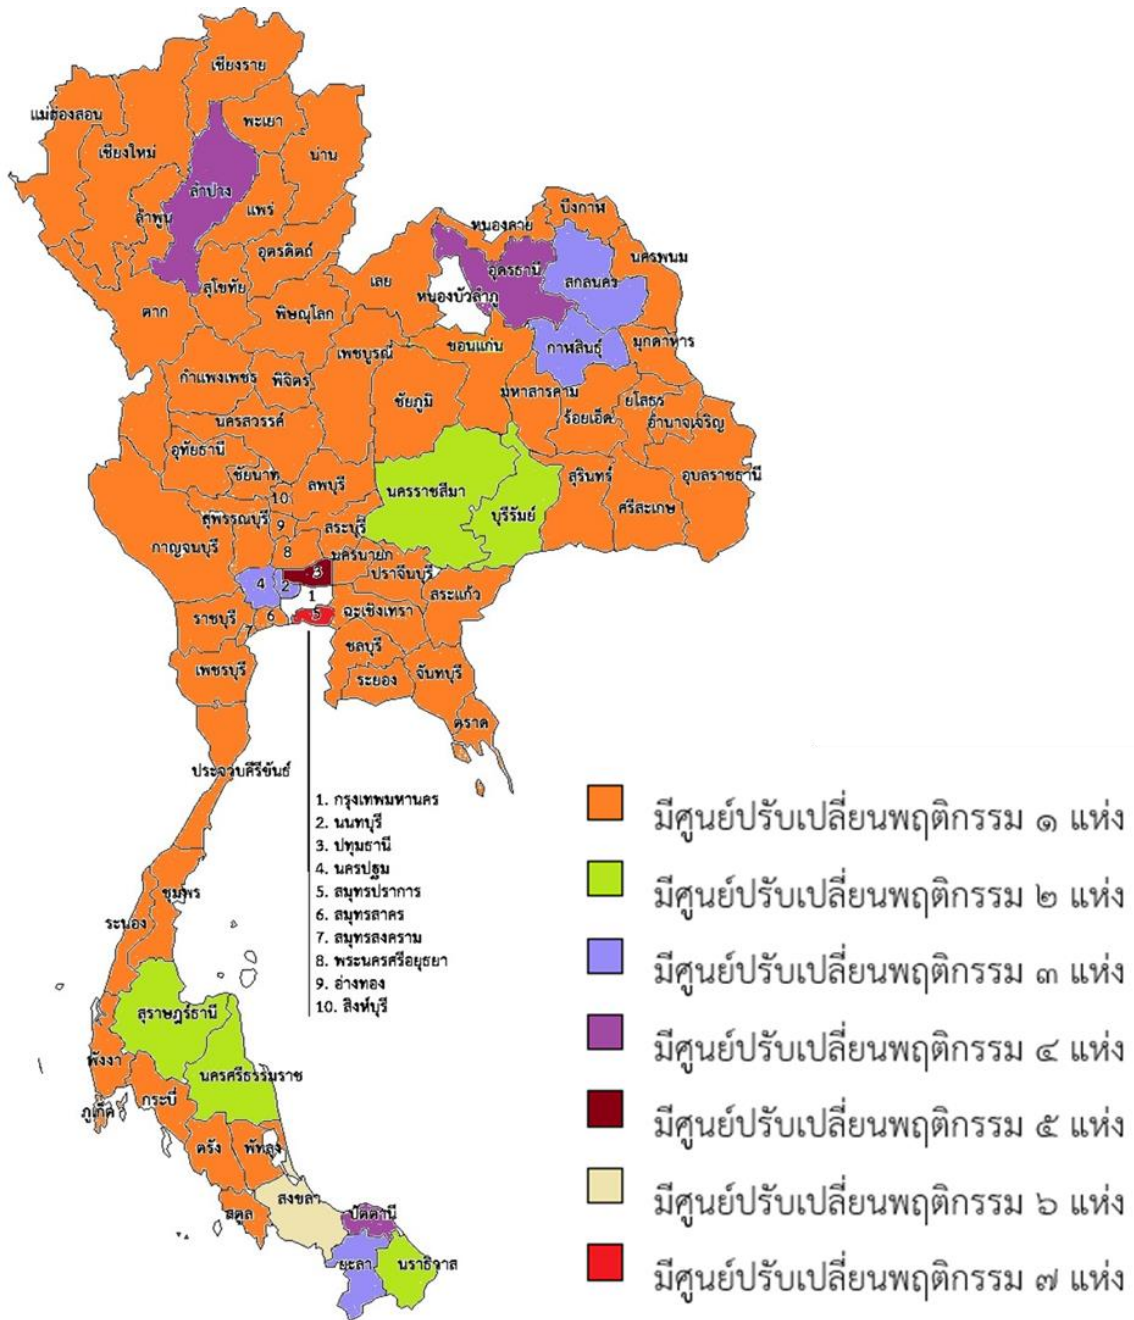 เชียงราย
แม่ฮ่องสอน
พะเยา
เชียงใหม่
น่าน
ลำปาง
ลำพูน
แพร่
บึงกาฬ
หนองคาย
อุตรดิตถ์
นครพนม
อุดรธานี
สกลนคร
เลย
สุโขทัย
หนองบัวลำภู
ตาก
พิษณุโลก
ขอนแก่น
กาฬสินธุ์
มุกดาหาร
เพชรบูรณ์
กำแพงเพชร
พิจิตร
มหาสารคาม
ชัยภูมิ
ยโสธร
ร้อยเอ็ด
อำนาจเจริญ
นครสวรรค์
อุทัยธานี
ชัยนาท
ลพบุรี
สุรินทร์
อุบลราชธานี
นครราชสีมา
10
ศรีสะเกษ
บุรีรัมย์
สุพรรณบุรี
9
สระบุรี
กาญจนบุรี
8
นครนายก
3
ปราจีนบุรี
4
2
สระแก้ว
1
ราชบุรี
6
5
ฉะเชิงเทรา
7
ชลบุรี
เพชรบุรี
ระยอง
จันทบุรี
ตราด
ประจวบคีรีขันธ์
1. กรุงเทพมหานคร
2. นนทบุรี
3. ปทุมธานี
4. นครปฐม
5. สมุทรปราการ
6. สมุทรสาคร
7. สมุทรสงคราม
8. พระนครศรีอยุธยา
9. อ่างทอง
10. สิงห์บุรี
ชุมพร
ระนอง
สุราษฎร์ธานี
พังงา
นครศรีธรรมราช
ภูเก็ต
กระบี่
ตรัง
พัทลุง
สงขลา
สตูล
ปัตตานี
ยะลา
นราธิวาส
มีศูนย์ปรับเปลี่ยนพฤติกรรม ๑ แห่ง
มีศูนย์ปรับเปลี่ยนพฤติกรรม ๒ แห่ง
มีศูนย์ปรับเปลี่ยนพฤติกรรม ๓ แห่ง
มีศูนย์ปรับเปลี่ยนพฤติกรรม ๔ แห่ง
มีศูนย์ปรับเปลี่ยนพฤติกรรม ๕ แห่ง
มีศูนย์ปรับเปลี่ยนพฤติกรรม ๖ แห่ง
มีศูนย์ปรับเปลี่ยนพฤติกรรม ๗ แห่ง